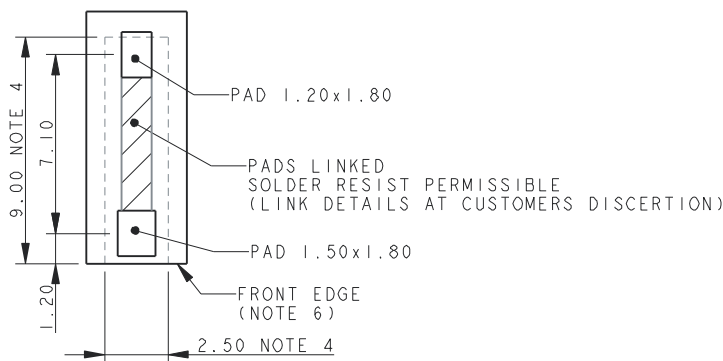 PAD 1.20x1.80
9.00 NOTE 4
7.10
PADS LINKED
SOLDER RESIST PERMISSIBLE
(LINK DETAILS AT CUSTOMERS DISCERTION)
PAD 1.50x1.80
1.20
FRONT EDGE
(NOTE 6)
2.50 NOTE 4